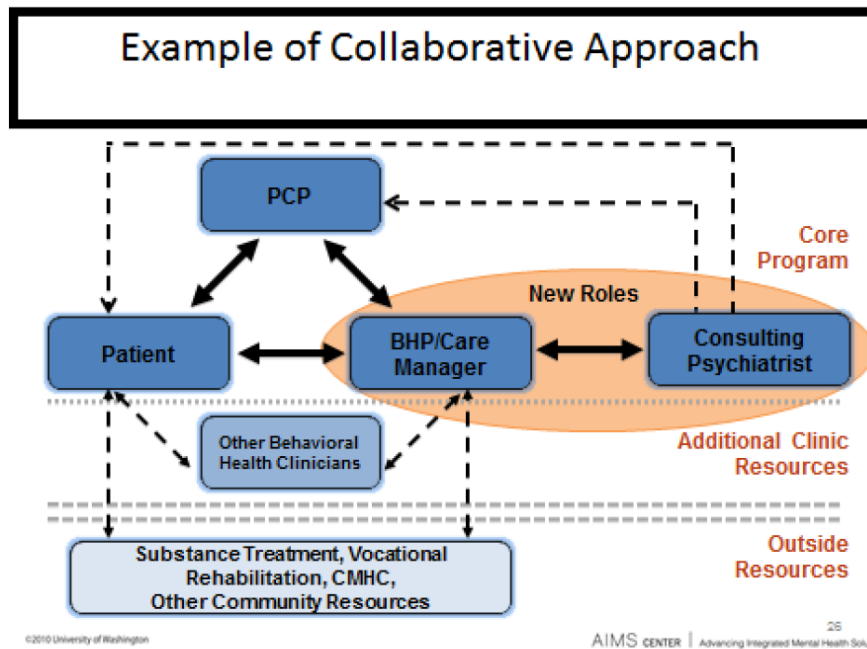 Example of Collaborative Approach
PCP
Core
Program
New Roles
Patient
BHP/Care
Manager
Consulting
Psychiatrist
Other Behavioral
Health Clinicians
Additional Clinic
Resources
Substance Treatment, Vocational
Rehabilitation, CMHC,
Other Community Resources
Outside
Resources
©2010 University of Washington
26
AIMS CENTER | Advancing Integrated Mental Health Solu